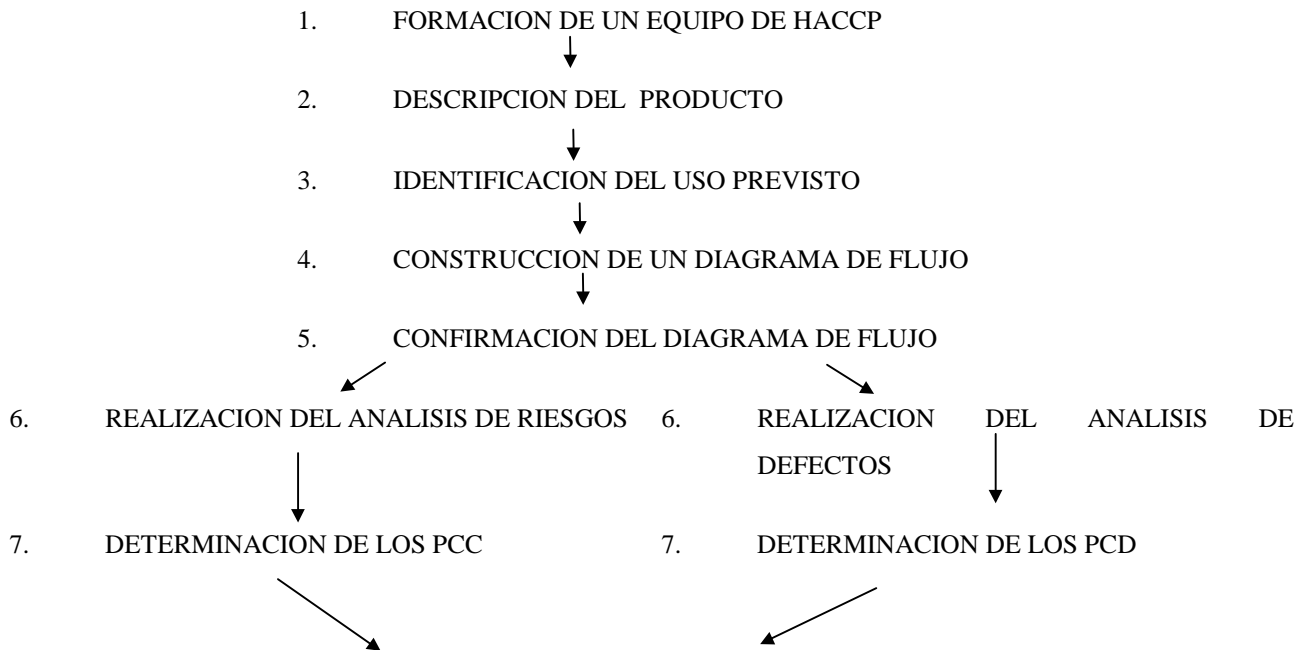 1. FORMACION DE UN EQUIPO DE HACCP
2. DESCRIPCION DEL PRODUCTO
3. IDENTIFICACION DEL USO PREVISTO
4. CONSTRUCCION DE UN DIAGRAMA DE FLUJO
5. CONFIRMACION DEL DIAGRAMA DE FLUJO
6. REALIZACION DEL ANALISIS DE RIESGOS
6. REALIZACION DEL ANALISIS DE
DEFECTOS
7. DETERMINACION DE LOS PCC
7. DETERMINACION DE LOS PCD